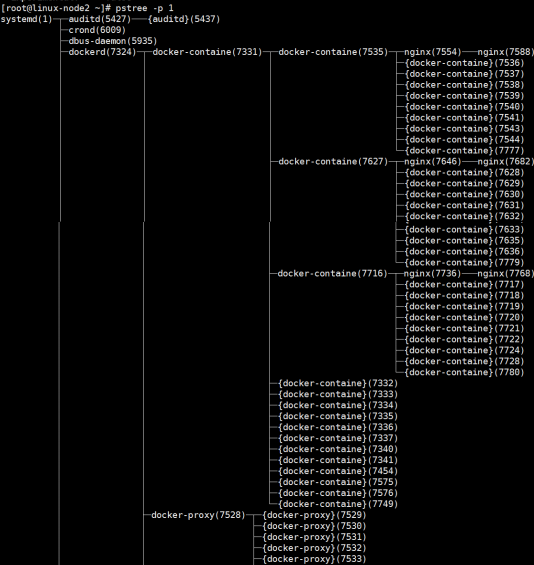 [root@linux-node2 ~]# pstree -p 1
systemd(1)─┬─auditd(5427)───{auditd}(5437)
├─crond(6009)
├─dbus-daemon(5935)
├─dockerd(7324)─┬─docker-containe(7331)─┬─docker-containe(7535)─┬─nginx(7554)───nginx(7588)
├─{docker-containe}(7536)
├─{docker-containe}(7537)
├─{docker-containe}(7538)
├─{docker-containe}(7539)
├─{docker-containe}(7540)
├─{docker-containe}(7541)
├─{docker-containe}(7543)
├─{docker-containe}(7544)
└─{docker-containe}(7777)
├─docker-containe(7627)─┬─nginx(7646)───nginx(7682)
├─{docker-containe}(7628)
├─{docker-containe}(7629)
├─{docker-containe}(7630)
├─{docker-containe}(7631)
├─{docker-containe}(7632)
├─{docker-containe}(7633)
├─{docker-containe}(7635)
├─{docker-containe}(7636)
└─{docker-containe}(7779)
├─docker-containe(7716)─┬─nginx(7736)───nginx(7768)
├─{docker-containe}(7717)
├─{docker-containe}(7718)
├─{docker-containe}(7719)
├─{docker-containe}(7720)
├─{docker-containe}(7721)
├─{docker-containe}(7722)
├─{docker-containe}(7724)
├─{docker-containe}(7728)
└─{docker-containe}(7780)
├─{docker-containe}(7332)
├─{docker-containe}(7333)
├─{docker-containe}(7334)
├─{docker-containe}(7335)
├─{docker-containe}(7336)
├─{docker-containe}(7337)
├─{docker-containe}(7340)
├─{docker-containe}(7341)
├─{docker-containe}(7454)
├─{docker-containe}(7575)
├─{docker-containe}(7576)
└─{docker-containe}(7749)
├─docker-proxy(7528)─┬─{docker-proxy}(7529)
├─{docker-proxy}(7530)
├─{docker-proxy}(7531)
├─{docker-proxy}(7532)
├─{docker-proxy}(7533)